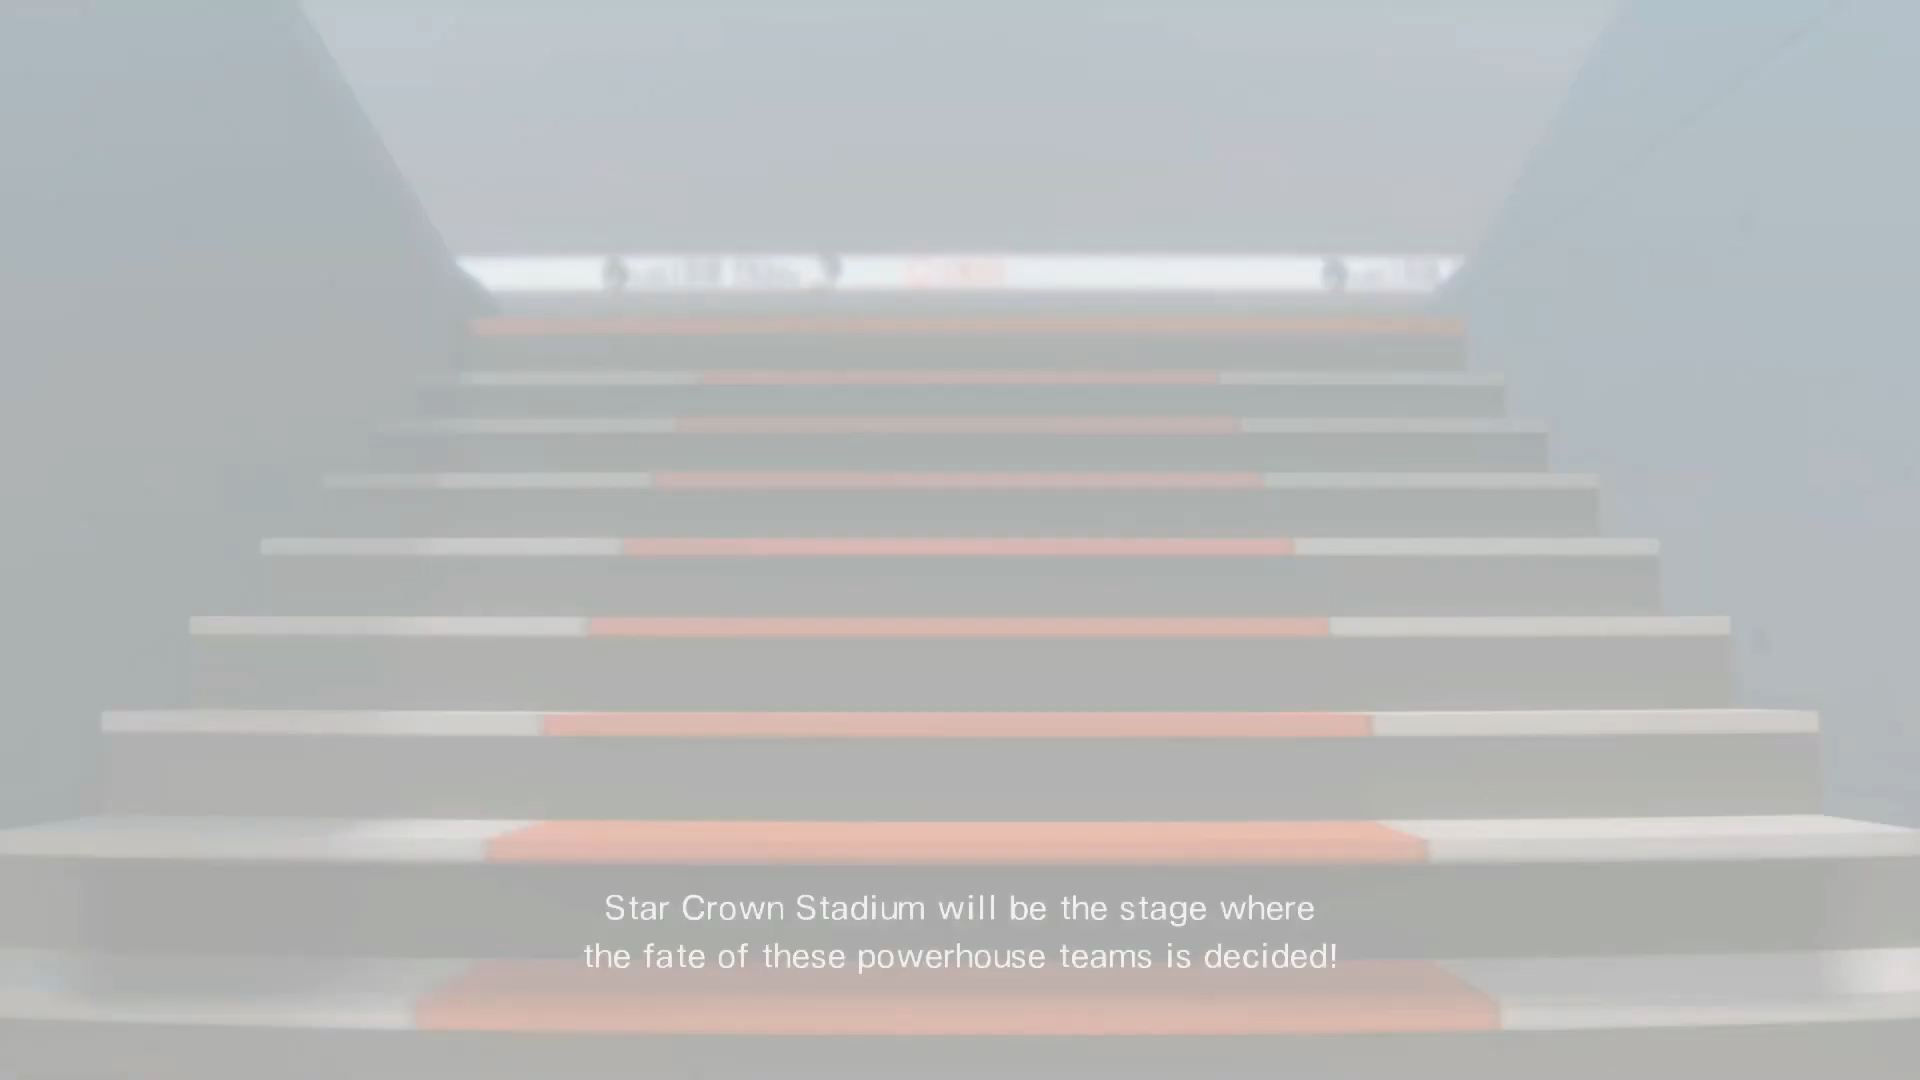 Star Crown Stadium will be the stage where
the fate of these powerhouse teams is decided!